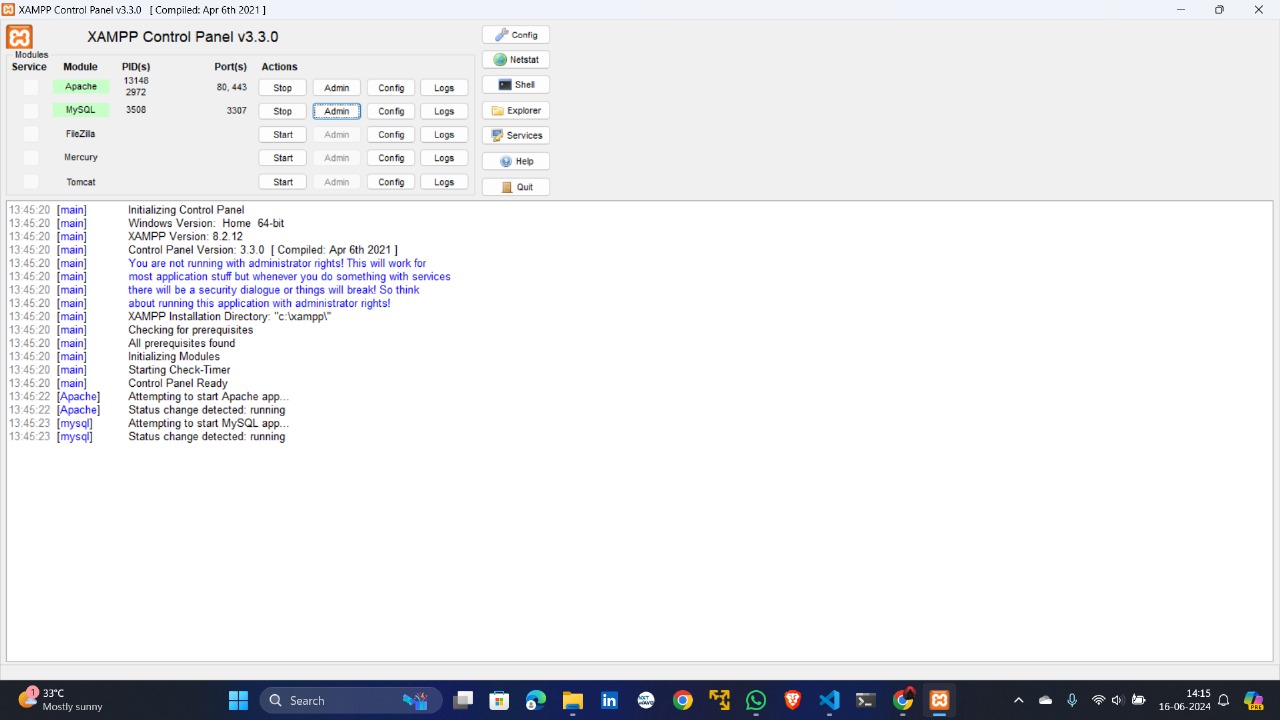 XAMPP Control Panel v3.3.0 [ Compiled: Apr 6th 2021 ]
XAMPP Control Panel v3.3.0
Config
Modules
Service Module PID(s) Port(s) Actions
Netstat
Apache 13148 2972 80, 443 Stop Admin Config Logs
Shell
MySQL 3508 3307 Stop Admin Config Logs
Explorer
FileZilla Start Admin Config Logs
Services
Mercury Start Admin Config Logs
Help
Tomcat Start Admin Config Logs
Quit
13:45:20 [main] Initializing Control Panel
13:45:20 [main] Windows Version: Home 64-bit
13:45:20 [main] XAMPP Version: 8.2.12
13:45:20 [main] Control Panel Version: 3.3.0 [ Compiled: Apr 6th 2021 ]
13:45:20 [main] You are not running with administrator rights! This will work for
13:45:20 [main] most application stuff but whenever you do something with services
13:45:20 [main] there will be a security dialogue or things will break! So think
13:45:20 [main] about running this application with administrator rights!
13:45:20 [main] XAMPP Installation Directory: "c:\xampp\"
13:45:20 [main] Checking for prerequisites
13:45:20 [main] All prerequisites found
13:45:20 [main] Initializing Modules
13:45:20 [main] Starting Check-Timer
13:45:20 [main] Control Panel Ready
13:45:22 [Apache] Attempting to start Apache app...
13:45:22 [Apache] Status change detected: running
13:45:23 [mysql] Attempting to start MySQL app...
13:45:23 [mysql] Status change detected: running
1
33°C
Mostly sunny
Search
in
NXT WAVE
14:15
16-06-2024
PRE